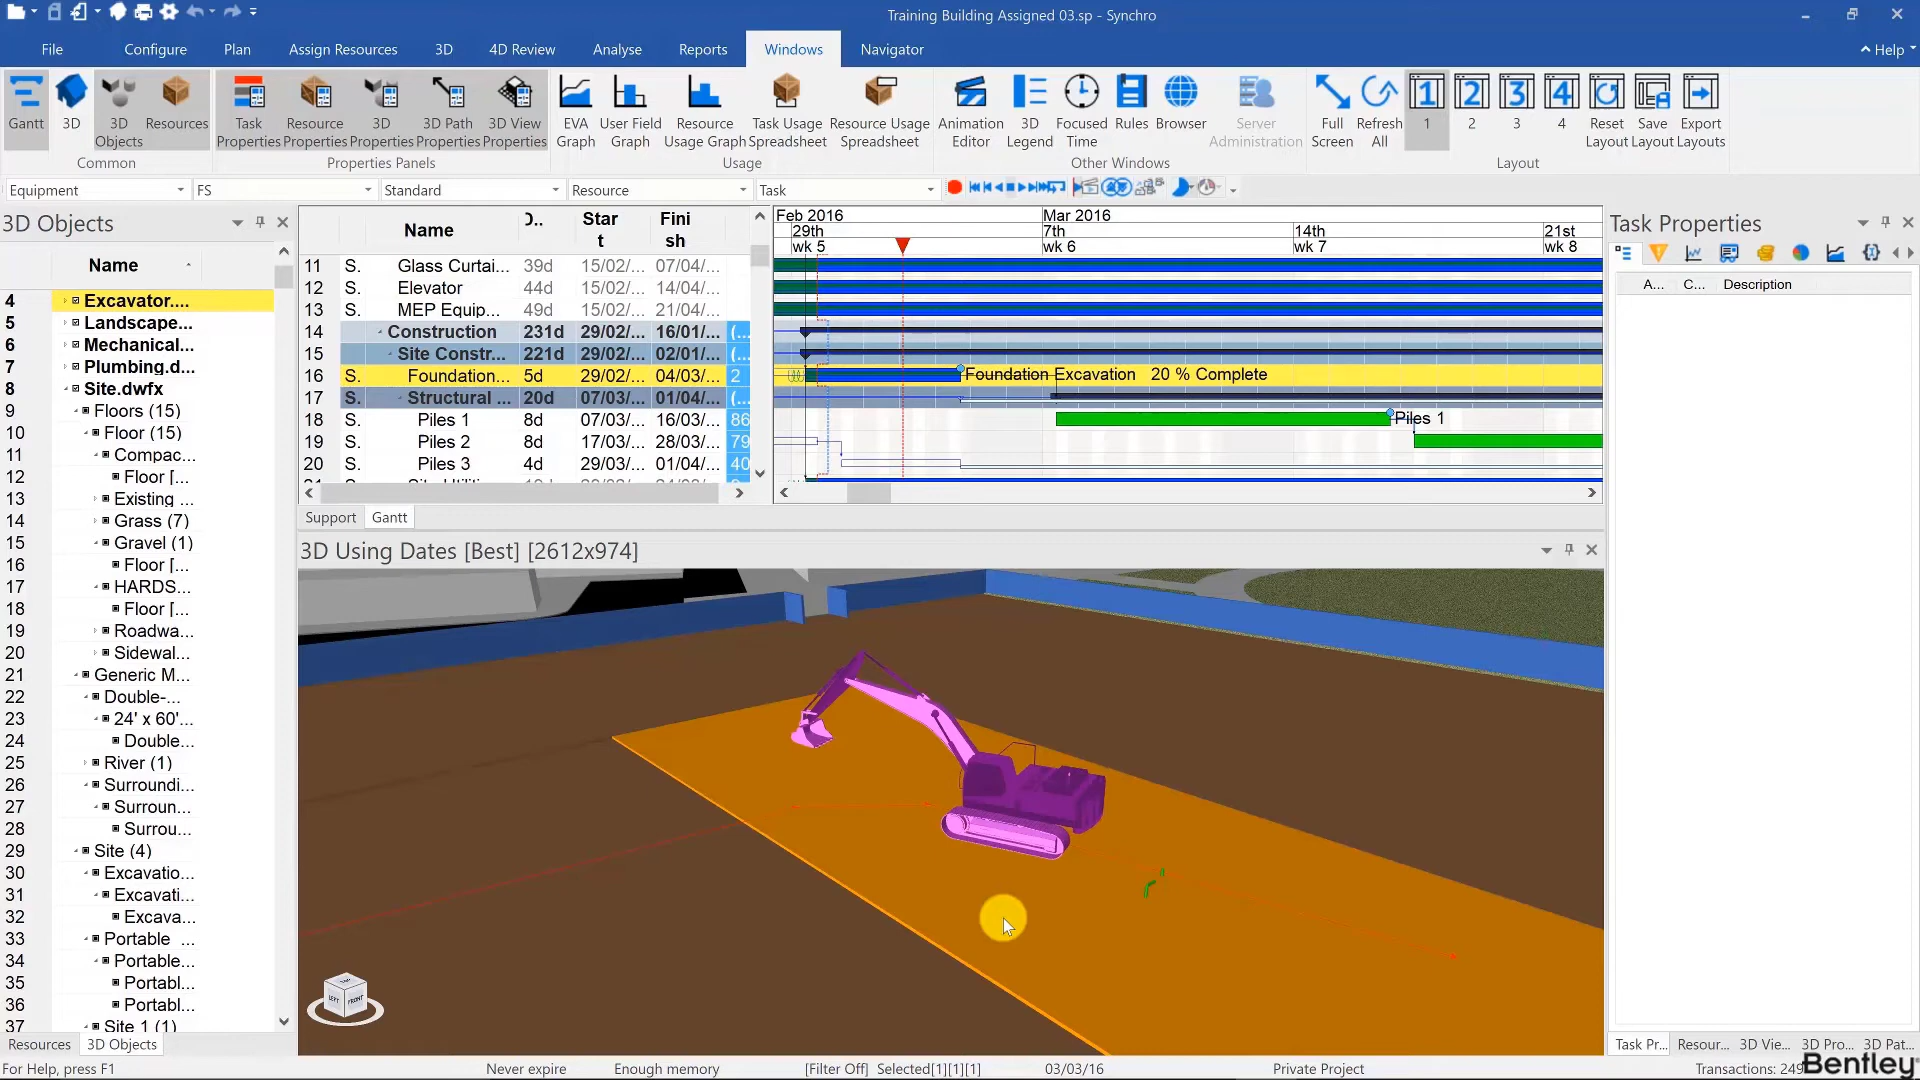 Training Building Assigned 03.sp - Synchro
File Configure Plan Assign Resources 3D 4D Review Analyse Reports Windows Navigator Help
Gantt 3D 3D Objects Resources
Common
Task Properties Resource Properties 3D Properties 3D Path Properties 3D View Properties
Properties Panels
EVA Graph User Field Graph Resource Usage Graph Task Usage Spreadsheet Resource Usage Spreadsheet
Usage
Animation Editor 3D Legend Focused Time Rules Browser Server Administration
Other Windows
Full Screen Refresh All 1 2 3 4 Reset Layout Save Layout Export Layouts
Layout
Equipment FS Standard Resource Task
3D Objects
Name
4 Excavator....
5 Landscape...
6 Mechanical...
7 Plumbing.d...
8 Site.dwfx
9 Floors (15)
10 Floor (15)
11 Compac...
12 Floor [...
13 Existing ...
14 Grass (7)
15 Gravel (1)
16 Floor [...
17 HARDS...
18 Floor [...
19 Roadwa...
20 Sidewal...
21 Generic M...
22 Double-...
23 24' x 60'...
24 Double...
25 River (1)
26 Surroundi...
27 Surroun...
28 Surrou...
29 Site (4)
30 Excavatio...
31 Excavati...
32 Excava...
33 Portable ...
34 Portable...
35 Portabl...
36 Portabl...
37 Site 1 (1)
Resources 3D Objects
Name D.. Start Finish
11 S. Glass Curtai... 39d 15/02/... 07/04/...
12 S. Elevator 44d 15/02/... 14/04/...
13 S. MEP Equip... 49d 15/02/... 21/04/...
14 Construction 231d 29/02/... 16/01/... (...
15 Site Constr... 221d 29/02/... 02/01/... (...
16 S. Foundation... 5d 29/02/... 04/03/... 2
17 S. Structural ... 20d 07/03/... 01/04/... (...
18 S. Piles 1 8d 07/03/... 16/03/... 86
19 S. Piles 2 8d 17/03/... 28/03/... 79
20 S. Piles 3 4d 29/03/... 01/04/... 40
Feb 2016 Mar 2016
29th 7th 14th 21st
wk 5 wk 6 wk 7 wk 8
Foundation Excavation 20 % Complete
Piles 1
Support Gantt
3D Using Dates [Best] [2612x974]
LEFT FRONT
Task Properties
A... C... Description
Task Pr... Resour... 3D Vie... 3D Pro... 3D Pat...
For Help, press F1 Never expire Enough memory [Filter Off] Selected[1][1][1] 03/03/16 Private Project Transactions: 249
Bentley